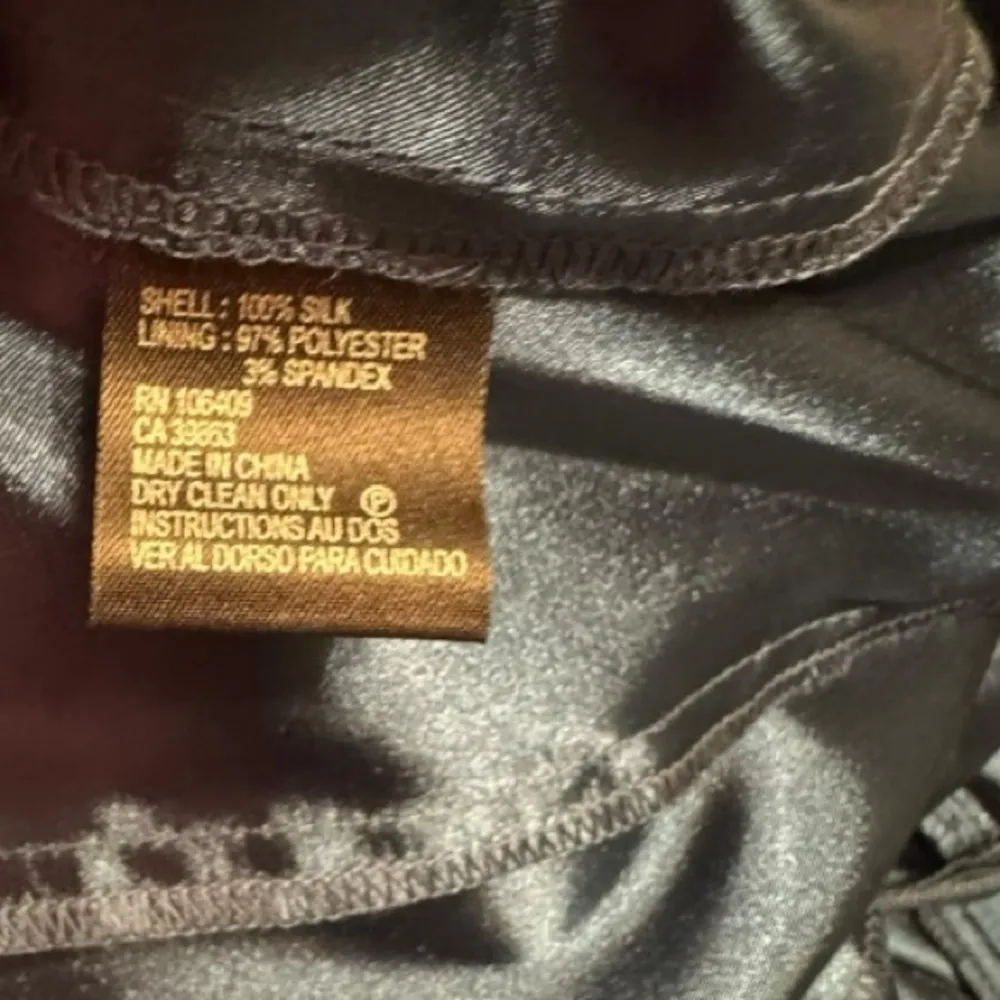 SHELL : 100% SILK
LINING : 97% POLYESTER
3% SPANDEX
RN 106409
CA 39863
MADE IN CHINA
DRY CLEAN ONLY Ⓟ
INSTRUCTIONS AU DOS
VER AL DORSO PARA CUIDADO